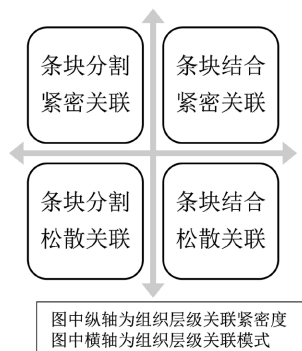 条块分割
紧密关联
条块结合
紧密关联
条块分割
松散关联
条块结合
松散关联
图中纵轴为组织层级关联紧密度
图中横轴为组织层级关联模式